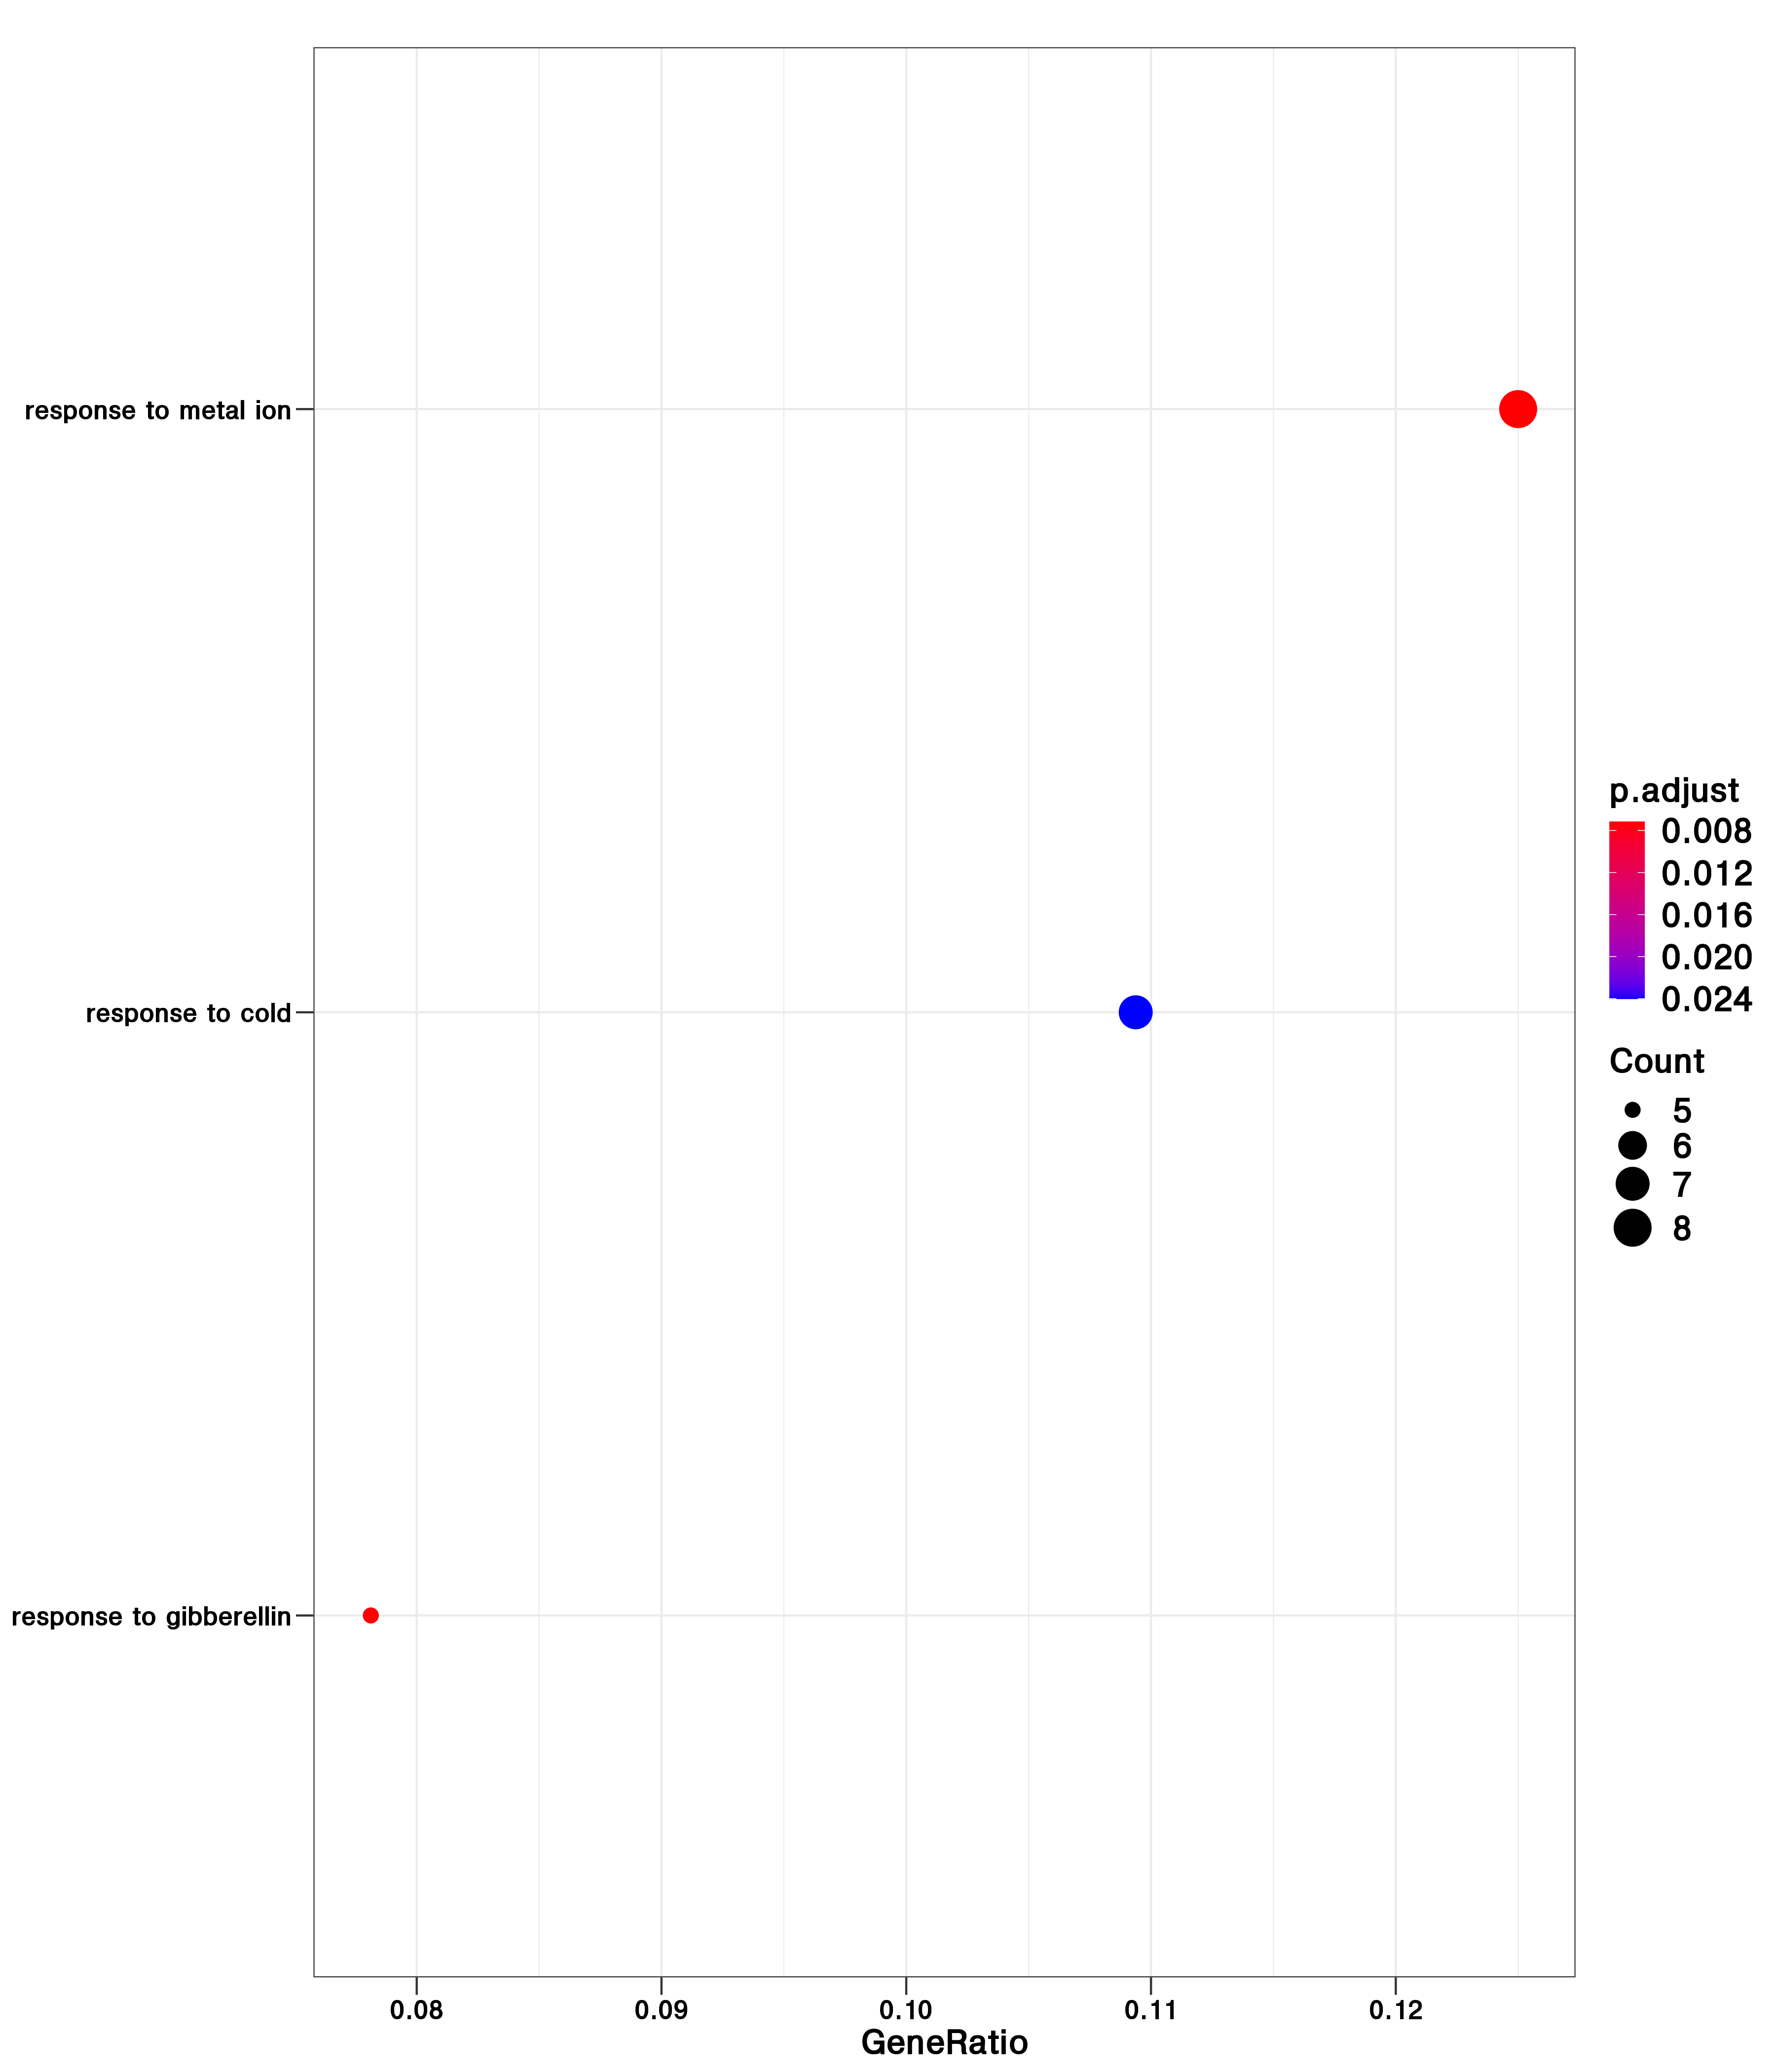 response to metal ion
response to cold
response to gibberellin
0.08
0.09
0.10
0.11
0.12
GeneRatio
p.adjust
0.008
0.012
0.016
0.020
0.024
Count
5
6
7
8